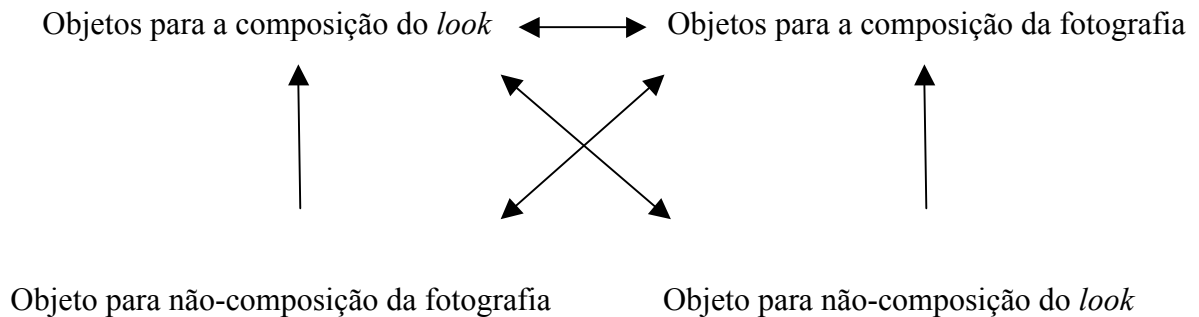 Objetos para a composição do look
Objetos para a composição da fotografia
Objeto para não-composição da fotografia
Objeto para não-composição do look